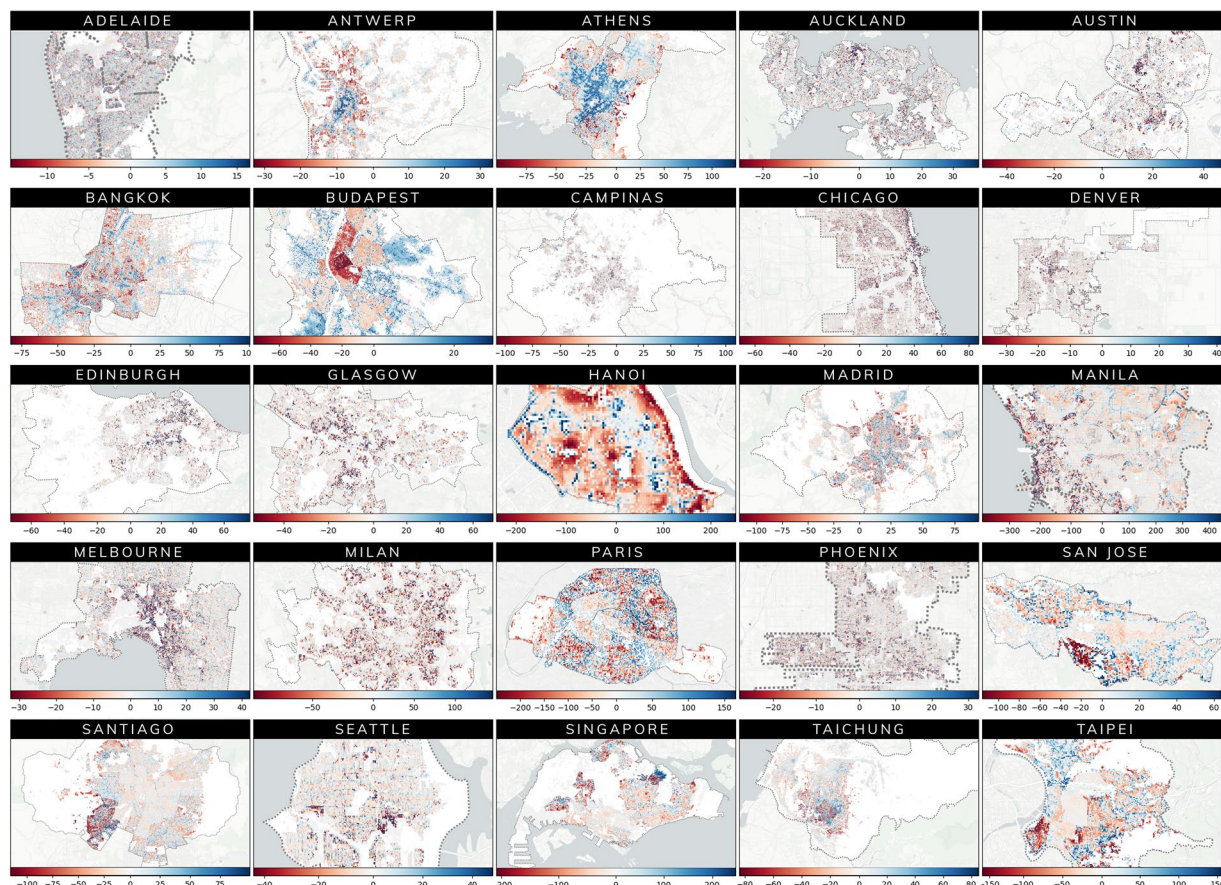 ADELAIDE ANTWERP ATHENS AUCKLAND AUSTIN
−10 −5 0 5 10 15 −30 −20 −10 0 10 20 30 −75 −50 −25 0 25 50 75 100 −20 −10 0 10 20 30 −40 −20 0 20 40
BANGKOK BUDAPEST CAMPINAS CHICAGO DENVER
−75 −50 −25 0 25 50 75 −60 −40 −20 0 20 −100 −75 −50 −25 0 25 50 75 100 −60 −40 −20 0 20 40 60 80 −30 −20 −10 0 10 20 30 40
EDINBURGH GLASGOW HANOI MADRID MANILA
−60 −40 −20 0 20 40 60 −40 −20 0 20 40 60 −200 −100 0 100 200 −100 −75 −50 −25 0 25 50 75 −300 −200 −100 0 100 200 300 400
MELBOURNE MILAN PARIS PHOENIX SAN JOSE
−30 −20 −10 0 10 20 30 40 −50 0 50 100 −200 −150 −100 −50 0 50 100 150 −20 −10 0 10 20 30 −100 −80 −60 −40 −20 0 20 40 60
SANTIAGO SEATTLE SINGAPORE TAICHUNG TAIPEI
−100 −75 −50 −25 0 25 50 75 −40 −20 0 20 40 −100 0 100 200 −80 −60 −40 −20 0 20 40 60 80 −150 −100 −50 0 50 100